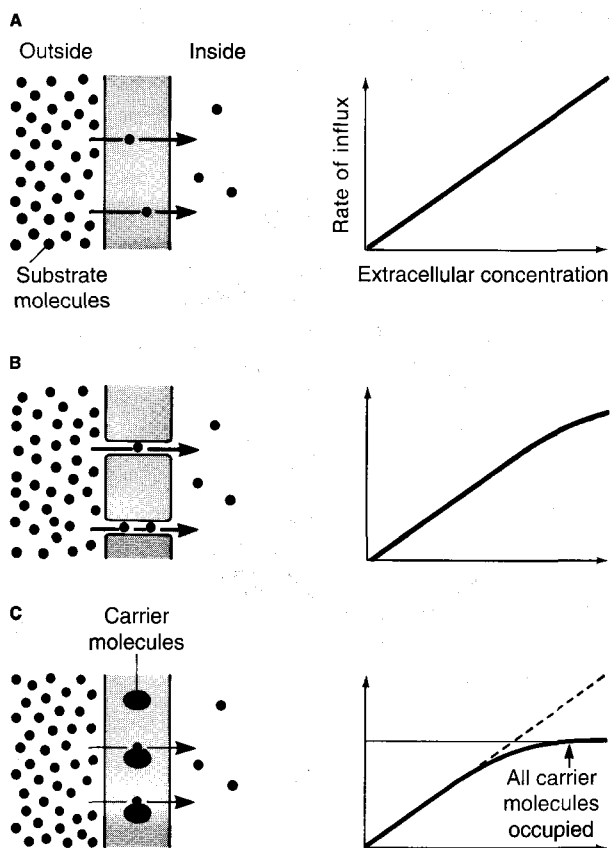 A
Outside
Inside
Substrate
molecules
Rate of influx
Extracellular concentration
B
C
Carrier
molecules
All carrier
molecules
occupied